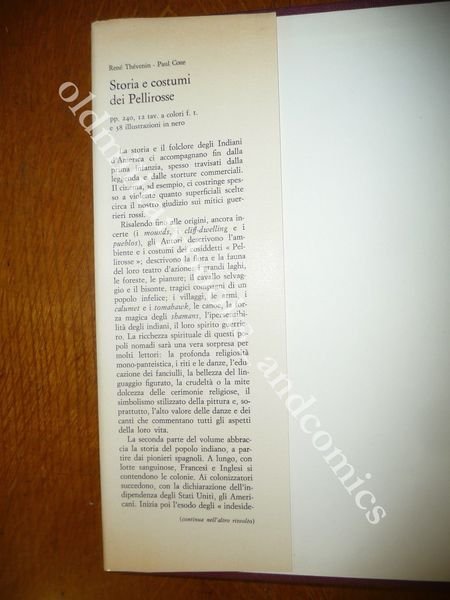 René Thévenin - Paul Coze
Storia e costumi
dei Pellirosse
pp. 240, 12 tav. a colori f. t.
e 58 illustrazioni in nero
La storia e il folclore degli Indiani
d'America ci accompagnano fin dalla
prima infanzia, spesso travisati dalla
leggenda e dalle storture commerciali.
Il cinema, ad esempio, ci costringe spes-
so a violente quanto superficiali scelte
circa il nostro giudizio sui mitici guer-
rieri rossi.
Risalendo fino alle origini, ancora in-
certe (i mounds, i cliff-dwelling e i
pueblos), gli Autori descrivono l'am-
biente e i costumi dei cosiddetti « Pel-
lirosse »; descrivono la flora e la fauna
del loro teatro d'azione: i grandi laghi,
le foreste, le pianure; il cavallo selvag-
gio e il bisonte, tragici compagni di un
popolo infelice; i villaggi, le armi, i
calumet e i tomahawk, le canoe, la for-
za magica degli shamans, l'ipersensibi-
lità degli indiani, il loro spirito guerrie-
ro. La ricchezza spirituale di questi po-
poli nomadi sarà una vera sorpresa per
molti lettori: la profonda religiosità
mono-panteistica, i riti e le danze, l'edu-
cazione dei fanciulli, la bellezza del lin-
guaggio figurato, la crudeltà o la mite
dolcezza delle cerimonie religiose, il
simbolismo stilizzato della pittura e, so-
prattutto, l'alto valore delle danze e dei
canti che commentano tutti gli aspetti
della loro vita.
La seconda parte del volume abbrac-
cia la storia del popolo indiano, a partire
dai pionieri spagnoli. A lungo, con
lotte sanguinose, Francesi e Inglesi si
contendono le colonie. Ai colonizzatori
succedono, con la dichiarazione dell'in-
dipendenza degli Stati Uniti, gli Ameri-
cani. Inizia poi l'esodo degli « indeside-
(continua nell'altro risvolto)
andcomics